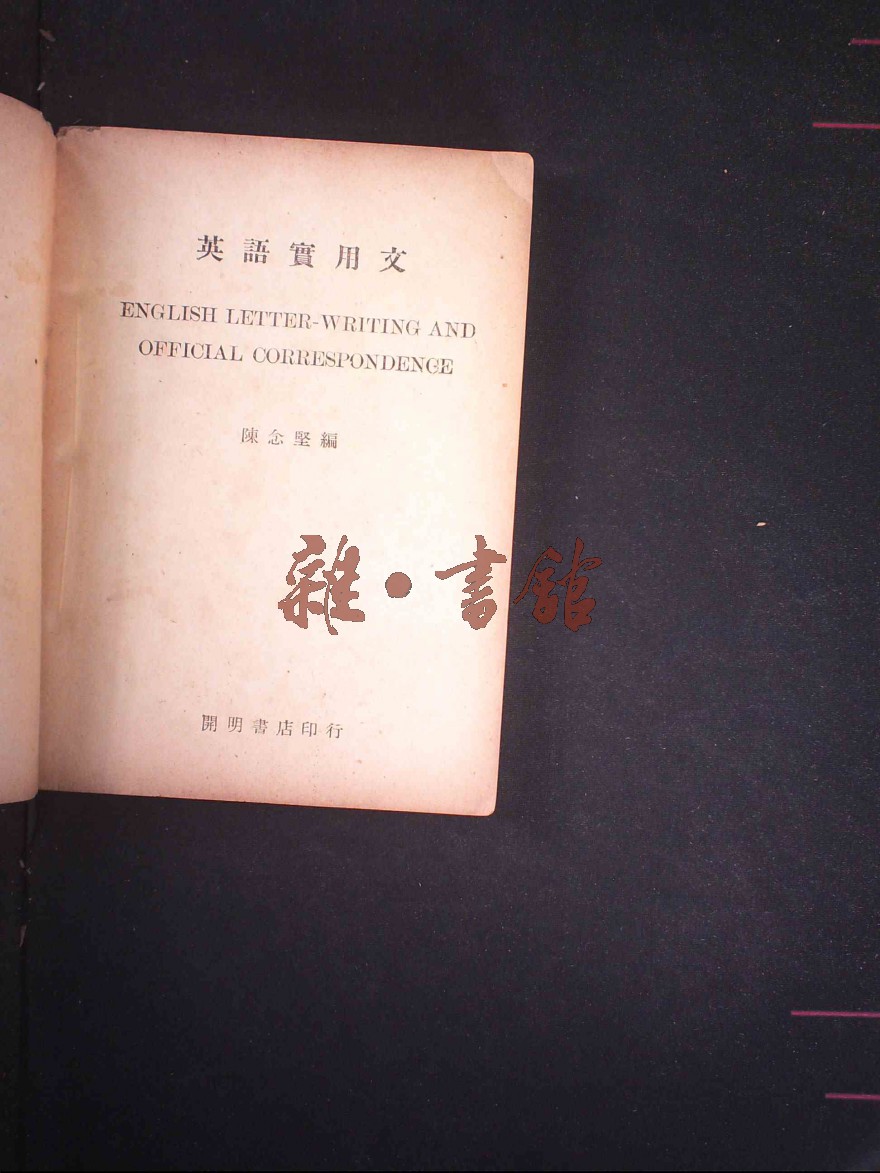 英語實用文
ENGLISH LETTER-WRITING AND
OFFICIAL CORRESPONDENCE
陳念堅編
雜·書館
開明書店印行